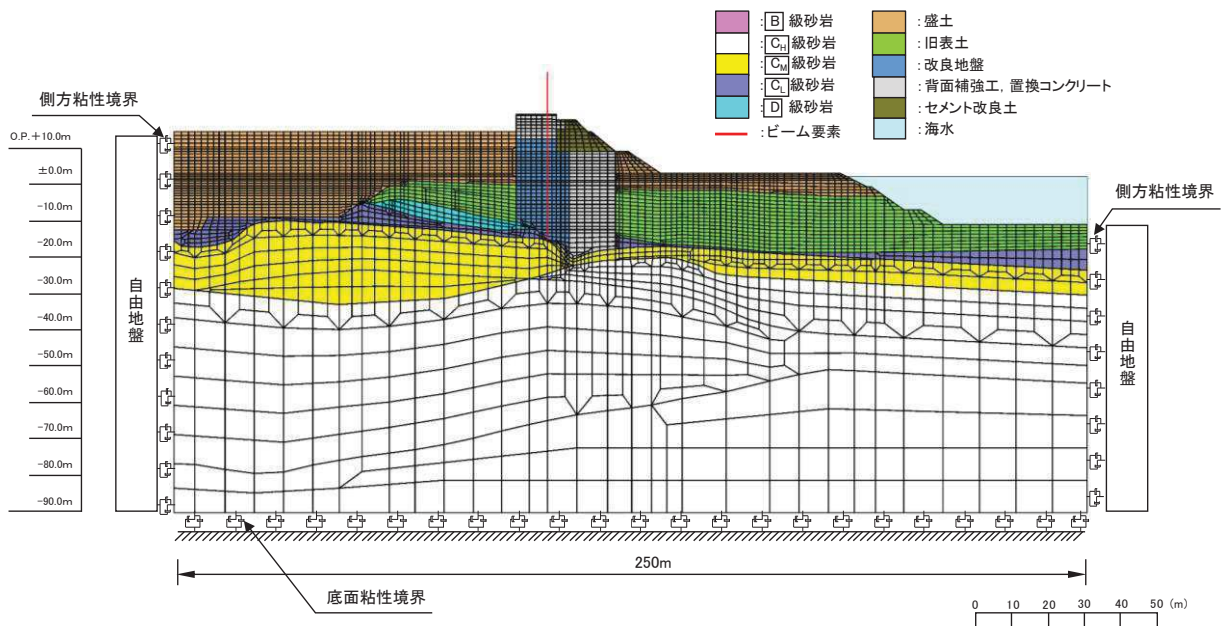 B 級砂岩
CH 級砂岩
CM 級砂岩
CL 級砂岩
D 級砂岩
:ビーム要素
:盛土
:旧表土
:改良地盤
:背面補強工, 置換コンクリート
:セメント改良土
:海水
側方粘性境界
O.P.+10.0m
±0.0m
-10.0m
-20.0m
-30.0m
-40.0m
-50.0m
-60.0m
-70.0m
-80.0m
-90.0m
自由地盤
側方粘性境界
自由地盤
250m
底面粘性境界
0 10 20 30 40 50 (m)